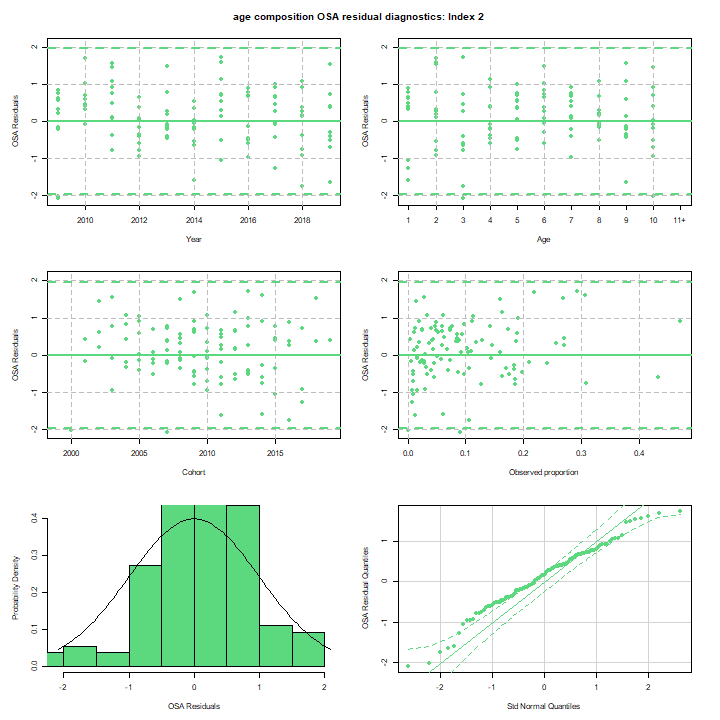 age composition OSA residual diagnostics: Index 2
OSA Residuals
2
1
0
-1
-2
2010 2012 2014 2016 2018
Year
OSA Residuals
2
1
0
-1
-2
1 2 3 4 5 6 7 8 9 10 11+
Age
OSA Residuals
2
1
0
-1
-2
2000 2005 2010 2015
Cohort
OSA Residuals
2
1
0
-1
-2
0.0 0.1 0.2 0.3 0.4
Observed proportion
Probability Density
0.4
0.3
0.2
0.1
0.0
-2 -1 0 1 2
OSA Residuals
OSA Residual Quantiles
1
0
-1
-2
-2 -1 0 1 2
Std Normal Quantiles